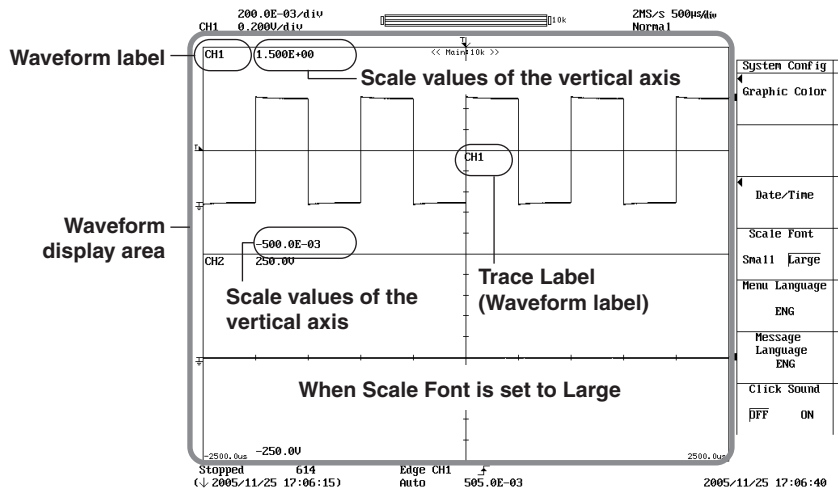 200.0E-03/div
CH1 0.200V/div
10k
2MS/s 500µs/div
Normal
Waveform label
CH1 1.500E+00
<< Main:10k >>
Scale values of the vertical axis
CH1
Waveform display area
-500.0E-03
CH2 250.0V
Scale values of the vertical axis
Trace Label
(Waveform label)
When Scale Font is set to Large
-2500.0us -250.0V
2500.0us
System Config
Graphic Color
Date/Time
Scale Font
Small Large
Menu Language
ENG
Message
Language
ENG
Click Sound
OFF ON
Stopped 614 Edge CH1
(↓ 2005/11/25 17:06:15) Auto 505.0E-03 2005/11/25 17:06:40